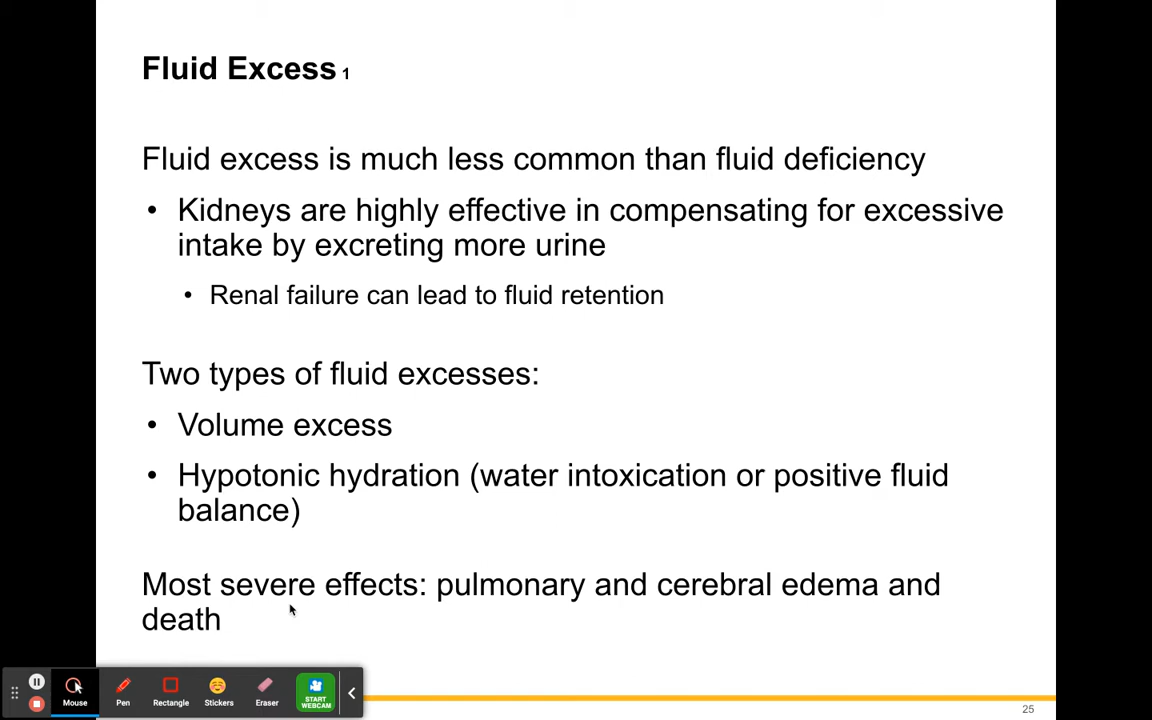 Fluid Excess 1
Fluid excess is much less common than fluid deficiency
• Kidneys are highly effective in compensating for excessive
intake by excreting more urine
• Renal failure can lead to fluid retention
Two types of fluid excesses:
• Volume excess
• Hypotonic hydration (water intoxication or positive fluid
balance)
Most severe effects: pulmonary and cerebral edema and
death
Mouse
Pen
Rectangle
Stickers
Eraser
START
WEBCAM
25